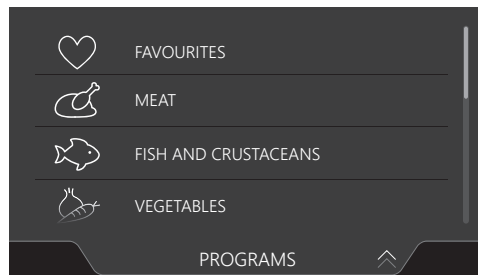 FAVOURITES
MEAT
FISH AND CRUSTACEANS
VEGETABLES
PROGRAMS